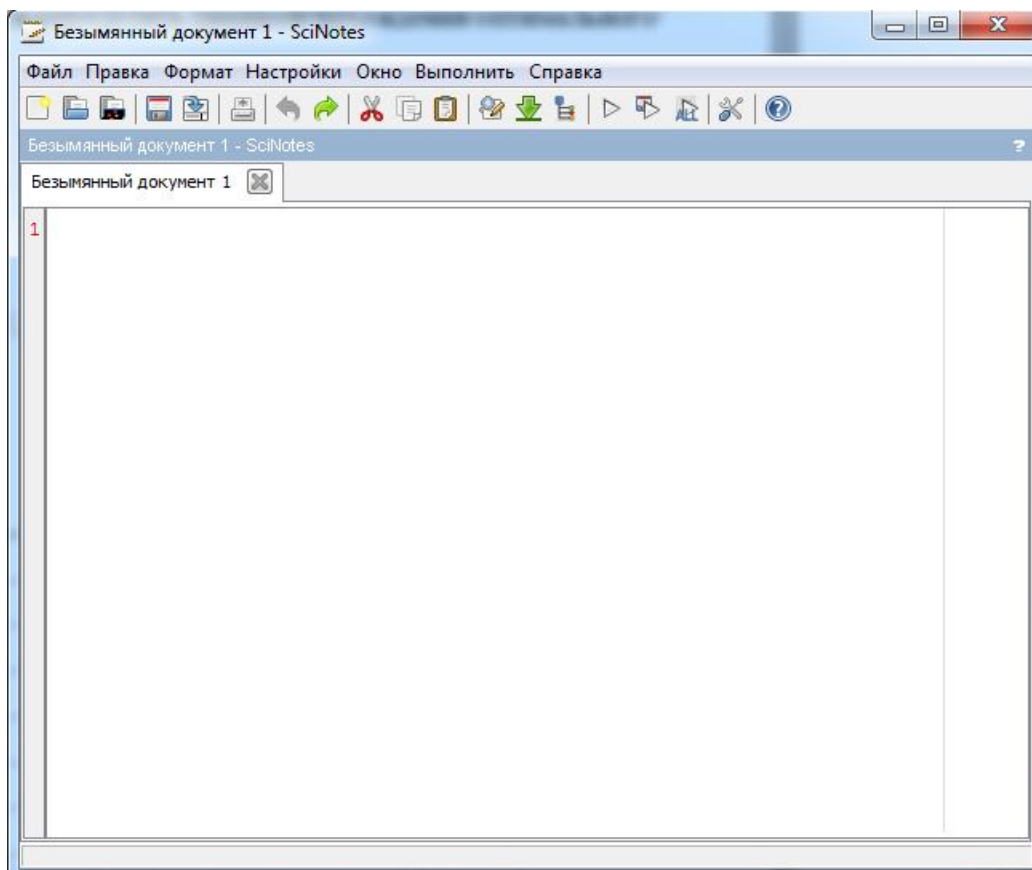 Безымянный документ 1 - SciNotes
Файл Правка Формат Настройки Окно Выполнить Справка
Безымянный документ 1 - SciNotes ?
Безымянный документ 1
1